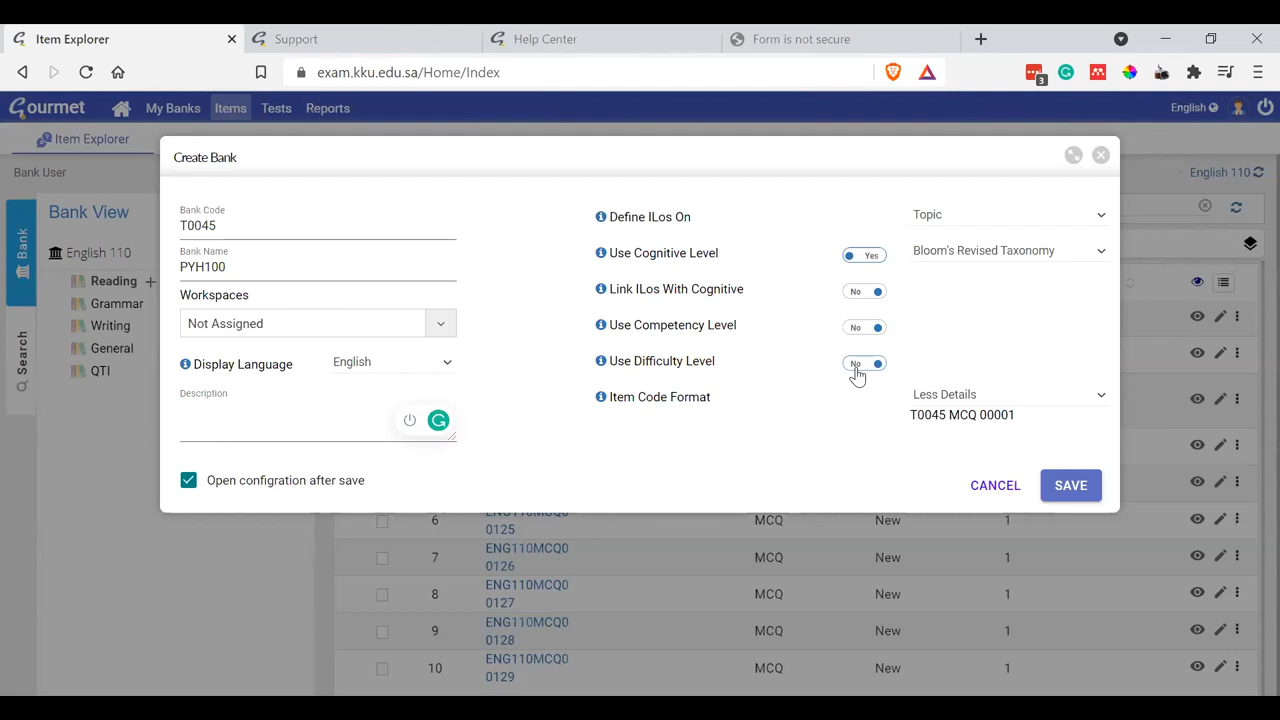 Item Explorer
Support
Help Center
Form is not secure
exam.kku.edu.sa/Home/Index
3
Gourmet
My Banks
Items
Tests
Reports
English
Item Explorer
Bank User
English 110
Bank
Search
Bank View
English 110
Reading
Grammar
Writing
General
QTI
Create Bank
Bank Code
T0045
Bank Name
PYH100
Workspaces
Not Assigned
Display Language
English
Description
Open configration after save
Define ILos On
Topic
Use Cognitive Level
Yes
Bloom's Revised Taxonomy
Link ILos With Cognitive
No
Use Competency Level
No
Use Difficulty Level
No
Item Code Format
Less Details
T0045 MCQ 00001
CANCEL
SAVE
6 ENG110MCQ0 MCQ New 1
0125
7 ENG110MCQ0 MCQ New 1
0126
8 ENG110MCQ0 MCQ New 1
0127
9 ENG110MCQ0 MCQ New 1
0128
10 ENG110MCQ0 MCQ New 1
0129